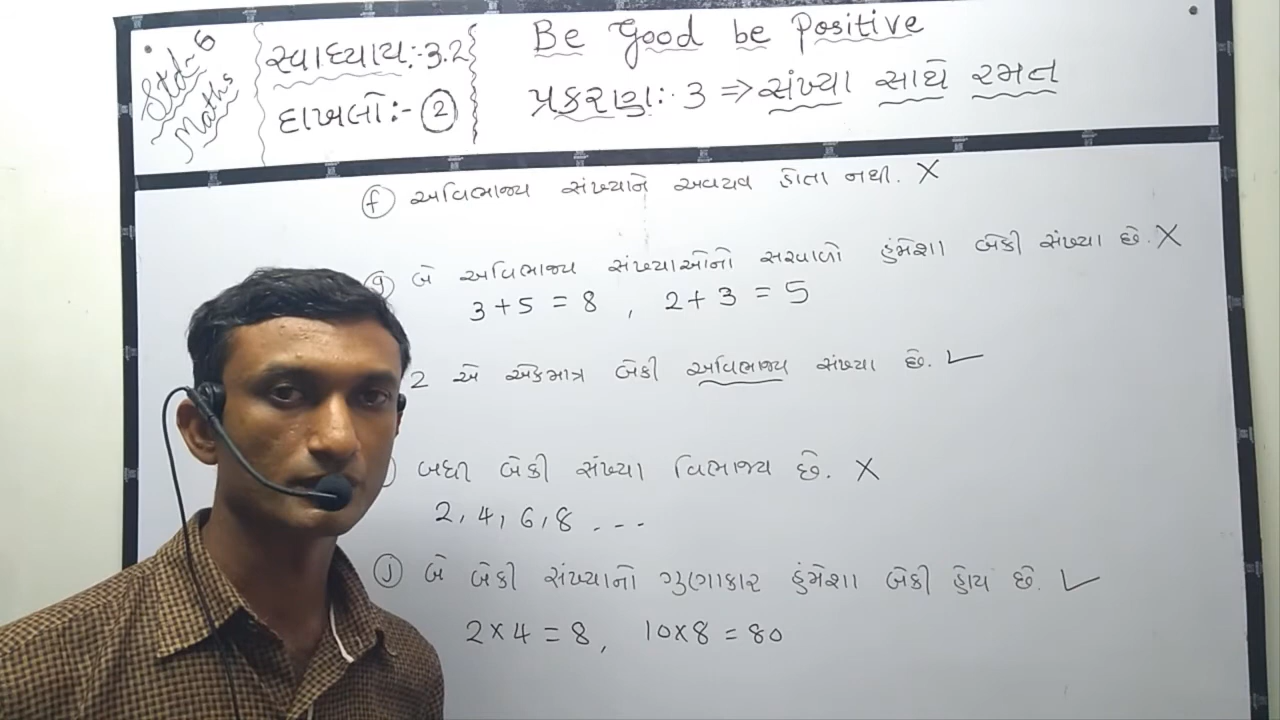 Std-6
Maths
સ્વાધ્યાય:-3.2
દાખલો:- 2
Be Good be Positive
પ્રકરણ:- 3 ⇒ સંખ્યા સાથે રમત
f અવિભાજ્ય સંખ્યાને અવયવ હોતા નથી. X
g બે અવિભાજ્ય સંખ્યાઓનો સરવાળો હંમેશા બેકી સંખ્યા છે. X
3 + 5 = 8 , 2 + 3 = 5
2 એ એકમાત્ર બેકી અવિભાજ્ય સંખ્યા છે. ✓
) બધી બેકી સંખ્યા વિભાજ્ય છે. X
2, 4, 6, 8 ---
j બે બેકી સંખ્યાનો ગુણાકાર હંમેશા બેકી હોય છે. ✓
2 × 4 = 8, 10 × 8 = 80